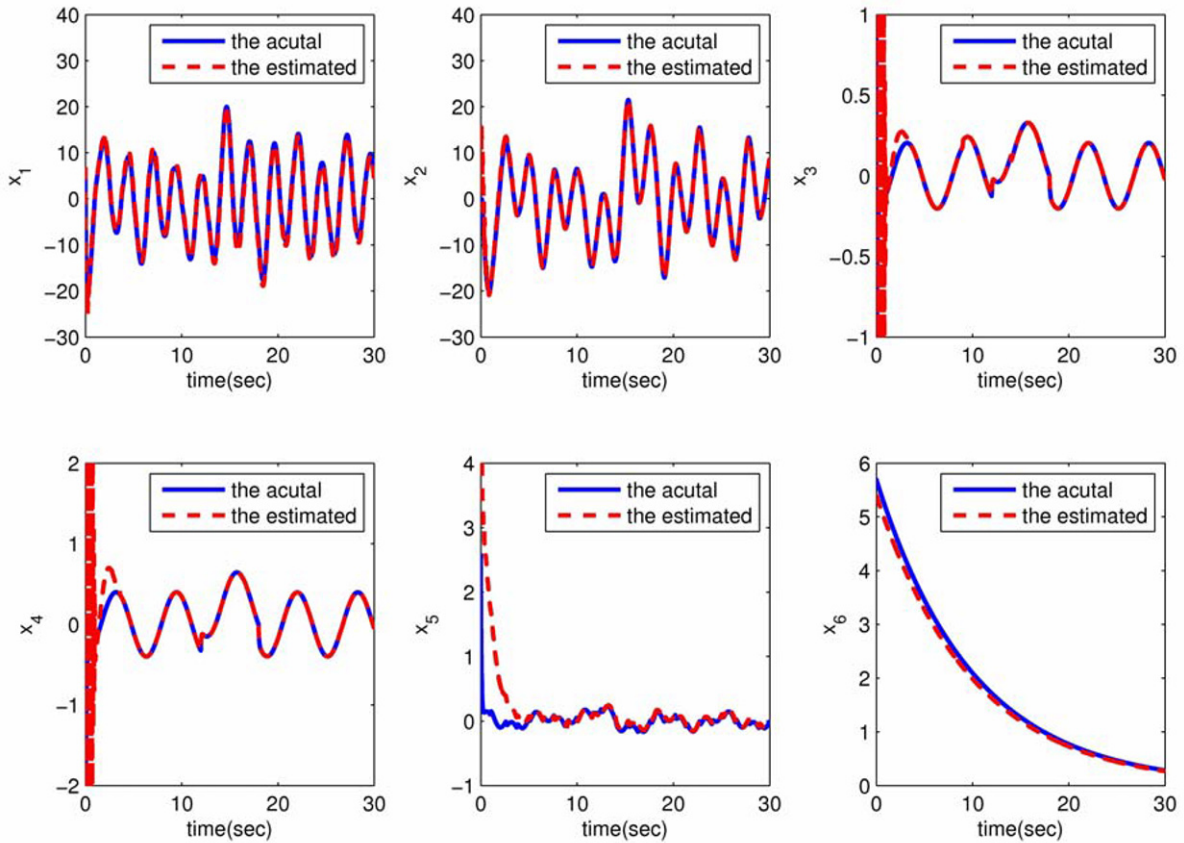 40
30
20
10
0
−10
−20
−30
x1
the acutal
the estimated
0 10 20 30
time(sec)
40
30
20
10
0
−10
−20
−30
x2
the acutal
the estimated
0 10 20 30
time(sec)
1
0.5
0
−0.5
−1
x3
the acutal
the estimated
0 10 20 30
time(sec)
2
1
0
−1
−2
x4
the acutal
the estimated
0 10 20 30
time(sec)
4
3
2
1
0
−1
x5
the acutal
the estimated
0 10 20 30
time(sec)
6
5
4
3
2
1
0
x6
the acutal
the estimated
0 10 20 30
time(sec)